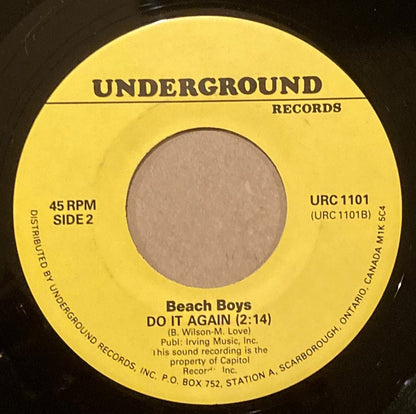 UNDERGROUND
RECORDS
45 RPM
SIDE 2
URC 1101
(URC 1101B)
Beach Boys
DO IT AGAIN (2:14)
(B. Wilson-M. Love)
Publ: Irving Music, Inc.
This sound recording is the
property of Capitol
Records Inc.
DISTRIBUTED BY UNDERGROUND RECORDS, INC. P.O. BOX 752, STATION A, SCARBOROUGH, ONTARIO, CANADA M1K 5C4